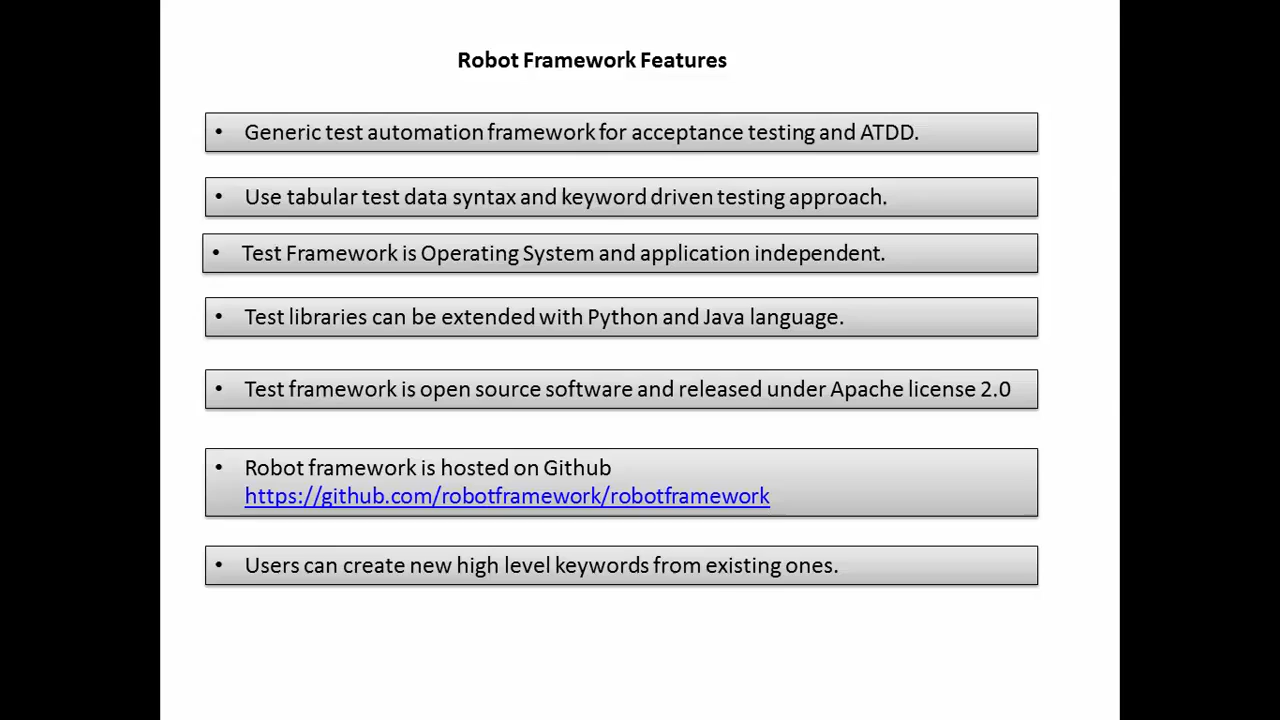 Robot Framework Features
• Generic test automation framework for acceptance testing and ATDD.
• Use tabular test data syntax and keyword driven testing approach.
• Test Framework is Operating System and application independent.
• Test libraries can be extended with Python and Java language.
• Test framework is open source software and released under Apache license 2.0
• Robot framework is hosted on Github
https://github.com/robotframework/robotframework
• Users can create new high level keywords from existing ones.